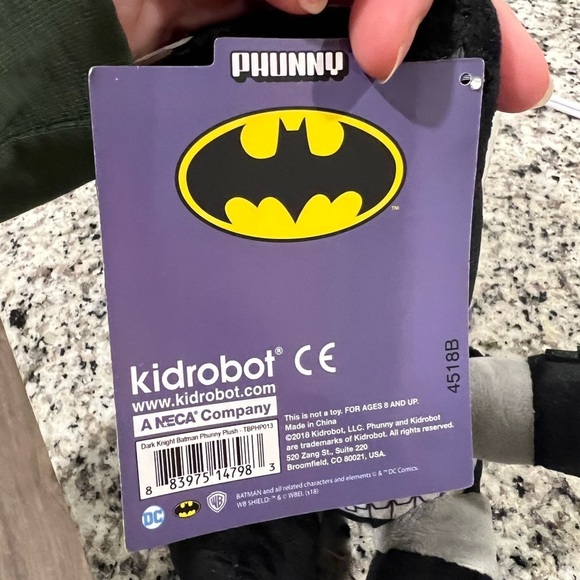 PHUNNY
TM
kidrobot®
CE
www.kidrobot.com
A NECA® Company
Dark Knight Batman Phunny Plush - TBPHP013
8 83975 14798 3
This is not a toy. FOR AGES 8 AND UP.
Made in China
©2018 Kidrobot, LLC. Phunny and Kidrobot
are trademarks of Kidrobot. All rights reserved.
520 Zang St., Suite 220
Broomfield, CO 80021, USA.
4518B
DC
WB
BATMAN and all related characters and elements © & ™ DC Comics.
WB SHIELD: ™ & © WBEI. (s18)